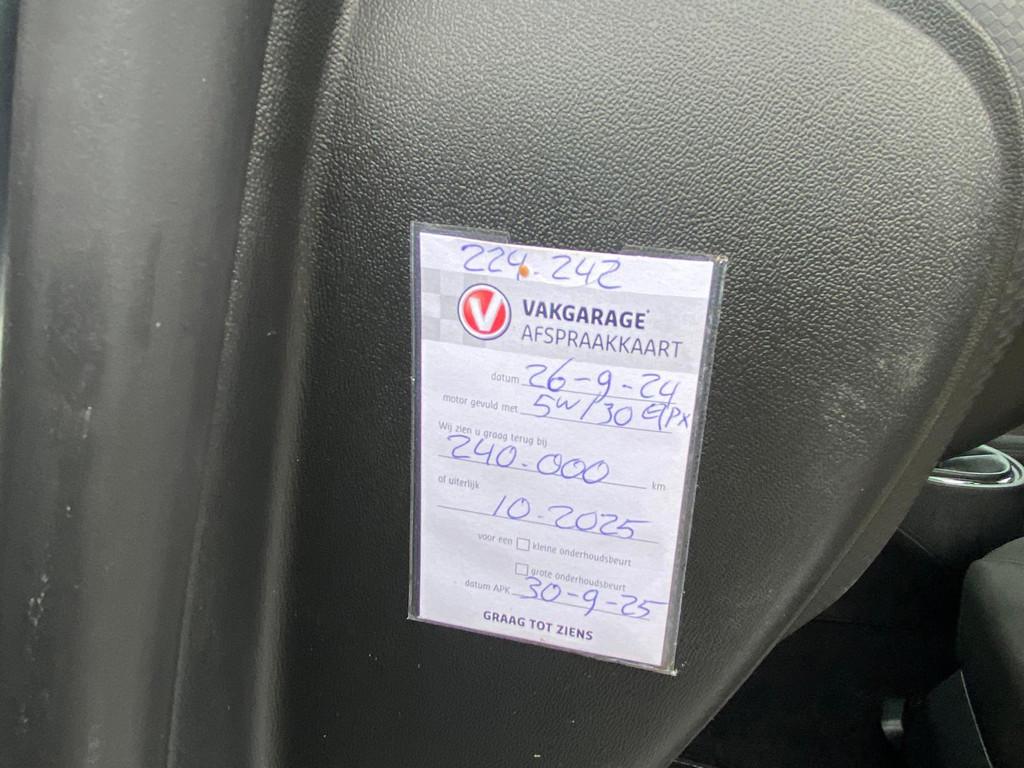 224.242
V VAKGARAGE
AFSPRAAKKAART
datum 26-9-24
motor gevuld met 5W/30
Wij zien u graag terug bij
240.000 km
of uiterlijk
10-2025
voor een kleine onderhoudsbeurt
grote onderhoudsbeurt
datum APK 30-9-25
GRAAG TOT ZIENS